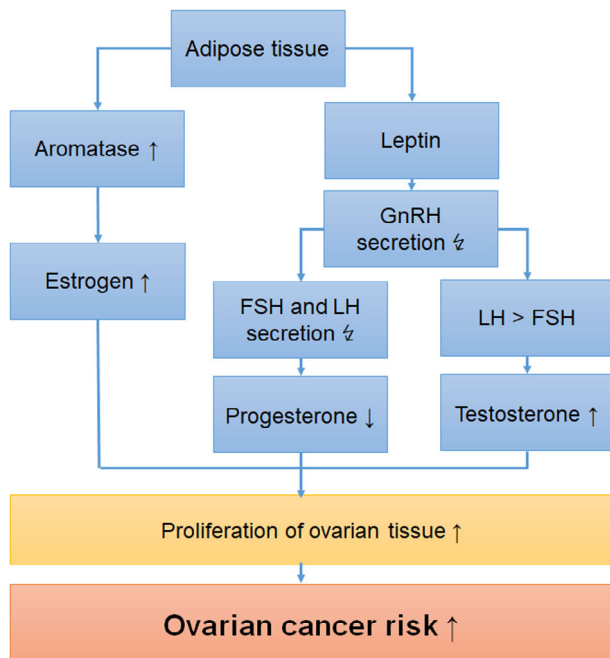 Adipose tissue
Aromatase ↑
Leptin
GnRH
secretion ↯
Estrogen ↑
FSH and LH
secretion ↯
LH > FSH
Progesterone ↓
Testosterone ↑
Proliferation of ovarian tissue ↑
Ovarian cancer risk ↑